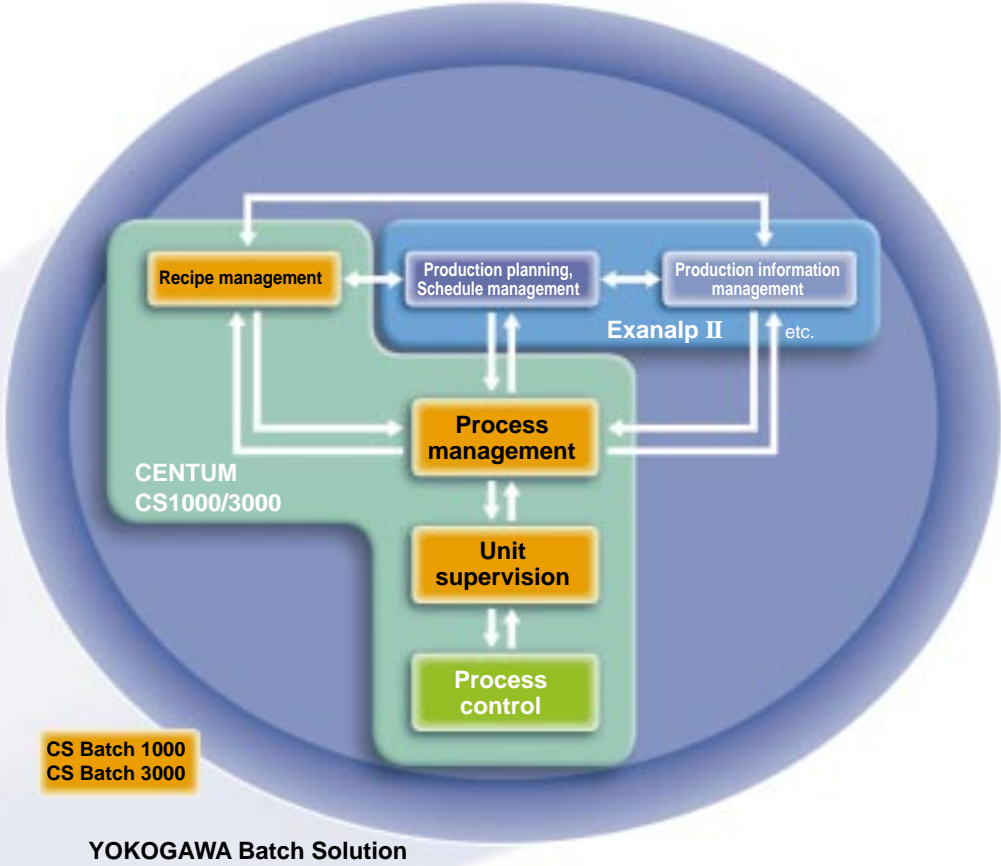 Recipe management
Production planning,
Schedule management
Production information
management
Exanalp II
etc.
Process
management
CENTUM
CS1000/3000
Unit
supervision
Process
control
CS Batch 1000
CS Batch 3000
YOKOGAWA Batch Solution